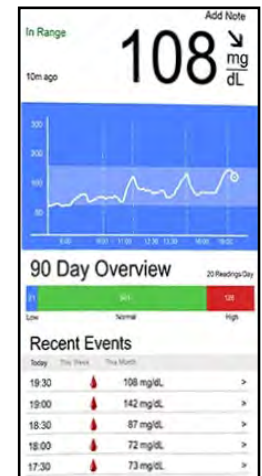 Add Note
In Range
108 mg/dL
10m ago
300
200
100
90 Day Overview 20 Readings/Day
Low Normal High
Recent Events
Today This Week This Month
19:30 108 mg/dL >
19:00 142 mg/dL >
18:30 87 mg/dL >
18:00 72 mg/dL >
17:30 73 mg/dL >